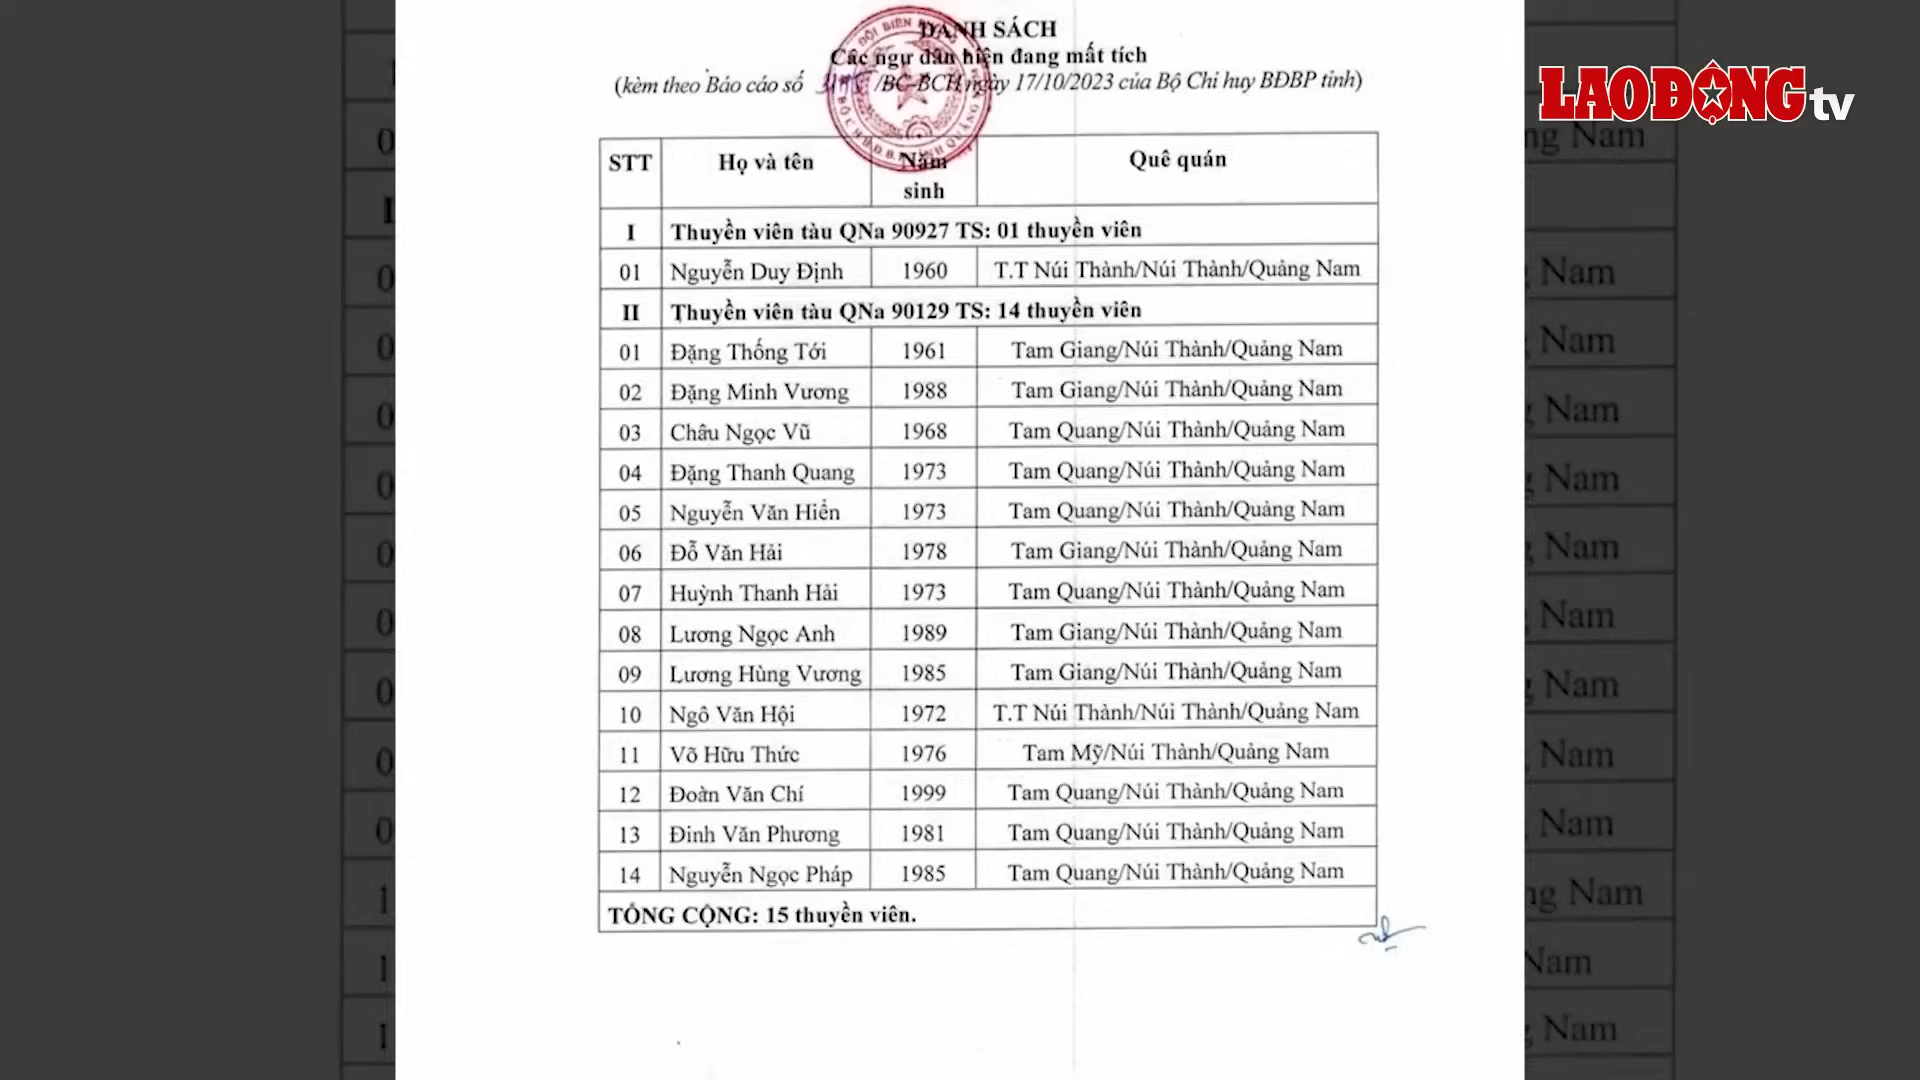 DANH SÁCH
Các ngư dân hiện đang mất tích
(kèm theo Báo cáo số /BC-BCH ngày 17/10/2023 của Bộ Chỉ huy BĐBP tỉnh)
LAO ĐỘNG tv
STT Họ và tên Năm sinh Quê quán
I Thuyền viên tàu QNa 90927 TS: 01 thuyền viên
01 Nguyễn Duy Định 1960 T.T Núi Thành/Núi Thành/Quảng Nam
II Thuyền viên tàu QNa 90129 TS: 14 thuyền viên
01 Đặng Thống Tới 1961 Tam Giang/Núi Thành/Quảng Nam
02 Đặng Minh Vương 1988 Tam Giang/Núi Thành/Quảng Nam
03 Châu Ngọc Vũ 1968 Tam Quang/Núi Thành/Quảng Nam
04 Đặng Thanh Quang 1973 Tam Quang/Núi Thành/Quảng Nam
05 Nguyễn Văn Hiển 1973 Tam Quang/Núi Thành/Quảng Nam
06 Đỗ Văn Hải 1978 Tam Giang/Núi Thành/Quảng Nam
07 Huỳnh Thanh Hải 1973 Tam Quang/Núi Thành/Quảng Nam
08 Lương Ngọc Anh 1989 Tam Giang/Núi Thành/Quảng Nam
09 Lương Hùng Vương 1985 Tam Giang/Núi Thành/Quảng Nam
10 Ngô Văn Hội 1972 T.T Núi Thành/Núi Thành/Quảng Nam
11 Võ Hữu Thức 1976 Tam Mỹ/Núi Thành/Quảng Nam
12 Đoàn Văn Chí 1999 Tam Quang/Núi Thành/Quảng Nam
13 Đinh Văn Phương 1981 Tam Quang/Núi Thành/Quảng Nam
14 Nguyễn Ngọc Pháp 1985 Tam Quang/Núi Thành/Quảng Nam
TỔNG CỘNG: 15 thuyền viên.